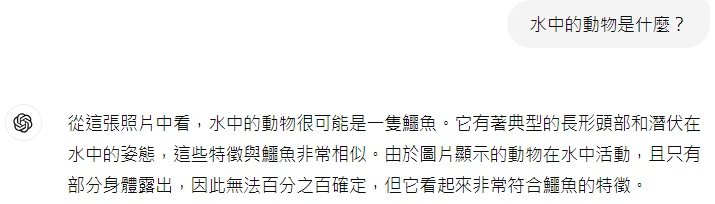 水中的動物是什麼？
從這張照片中看，水中的動物很可能是一隻鱷魚。它有著典型的長形頭部和潛伏在
水中的姿態，這些特徵與鱷魚非常相似。由於圖片顯示的動物在水中活動，且只有
部分身體露出，因此無法百分之百確定，但它看起來非常符合鱷魚的特徵。